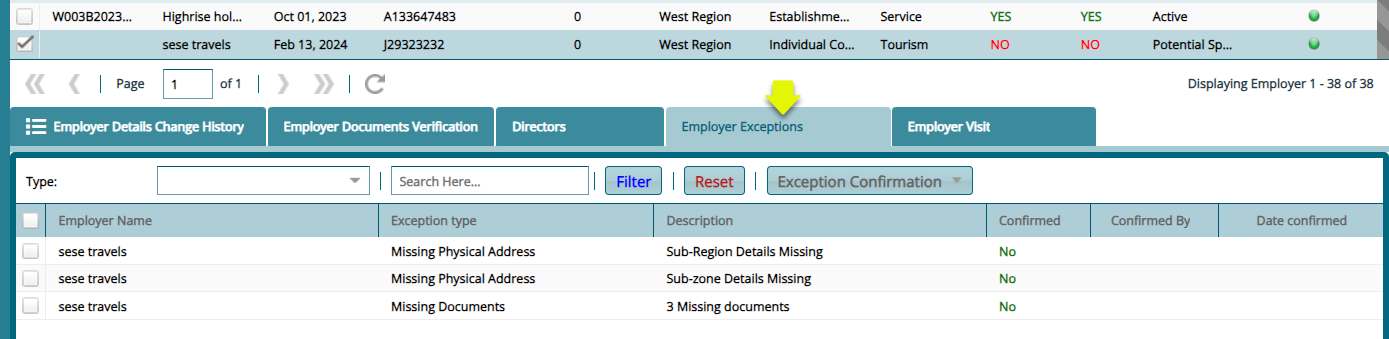 W003B2023... Highrise hol... Oct 01, 2023 A133647483 0 West Region Establishme... Service YES YES Active
sese travels Feb 13, 2024 J29323232 0 West Region Individual Co... Tourism NO NO Potential Sp...
Page 1 of 1 Displaying Employer 1 - 38 of 38
Employer Details Change History Employer Documents Verification Directors Employer Exceptions Employer Visit
Type: Search Here... Filter Reset Exception Confirmation
Employer Name Exception type Description Confirmed Confirmed By Date confirmed
sese travels Missing Physical Address Sub-Region Details Missing No
sese travels Missing Physical Address Sub-zone Details Missing No
sese travels Missing Documents 3 Missing documents No